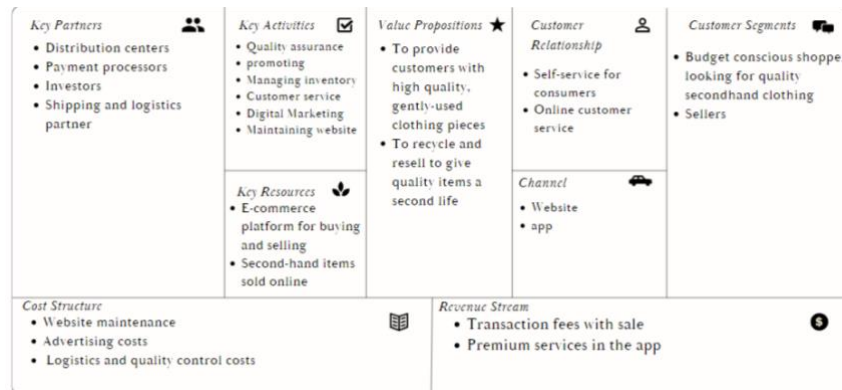 Key Partners
• Distribution centers
• Payment processors
• Investors
• Shipping and logistics
partner
Key Activities
• Quality assurance
• promoting
• Managing inventory
• Customer service
• Digital Marketing
• Maintaining website
Key Resources
• E-commerce
platform for buying
and selling
• Second-hand items
sold online
Value Propositions
• To provide
customers with
high quality,
gently-used
clothing pieces
• To recycle and
resell to give
quality items a
second life
Customer
Relationship
• Self-service for
consumers
• Online customer
service
Channel
• Website
• app
Customer Segments
• Budget conscious shoppe
looking for quality
secondhand clothing
• Sellers
Cost Structure
• Website maintenance
• Advertising costs
• Logistics and quality control costs
Revenue Stream
• Transaction fees with sale
• Premium services in the app